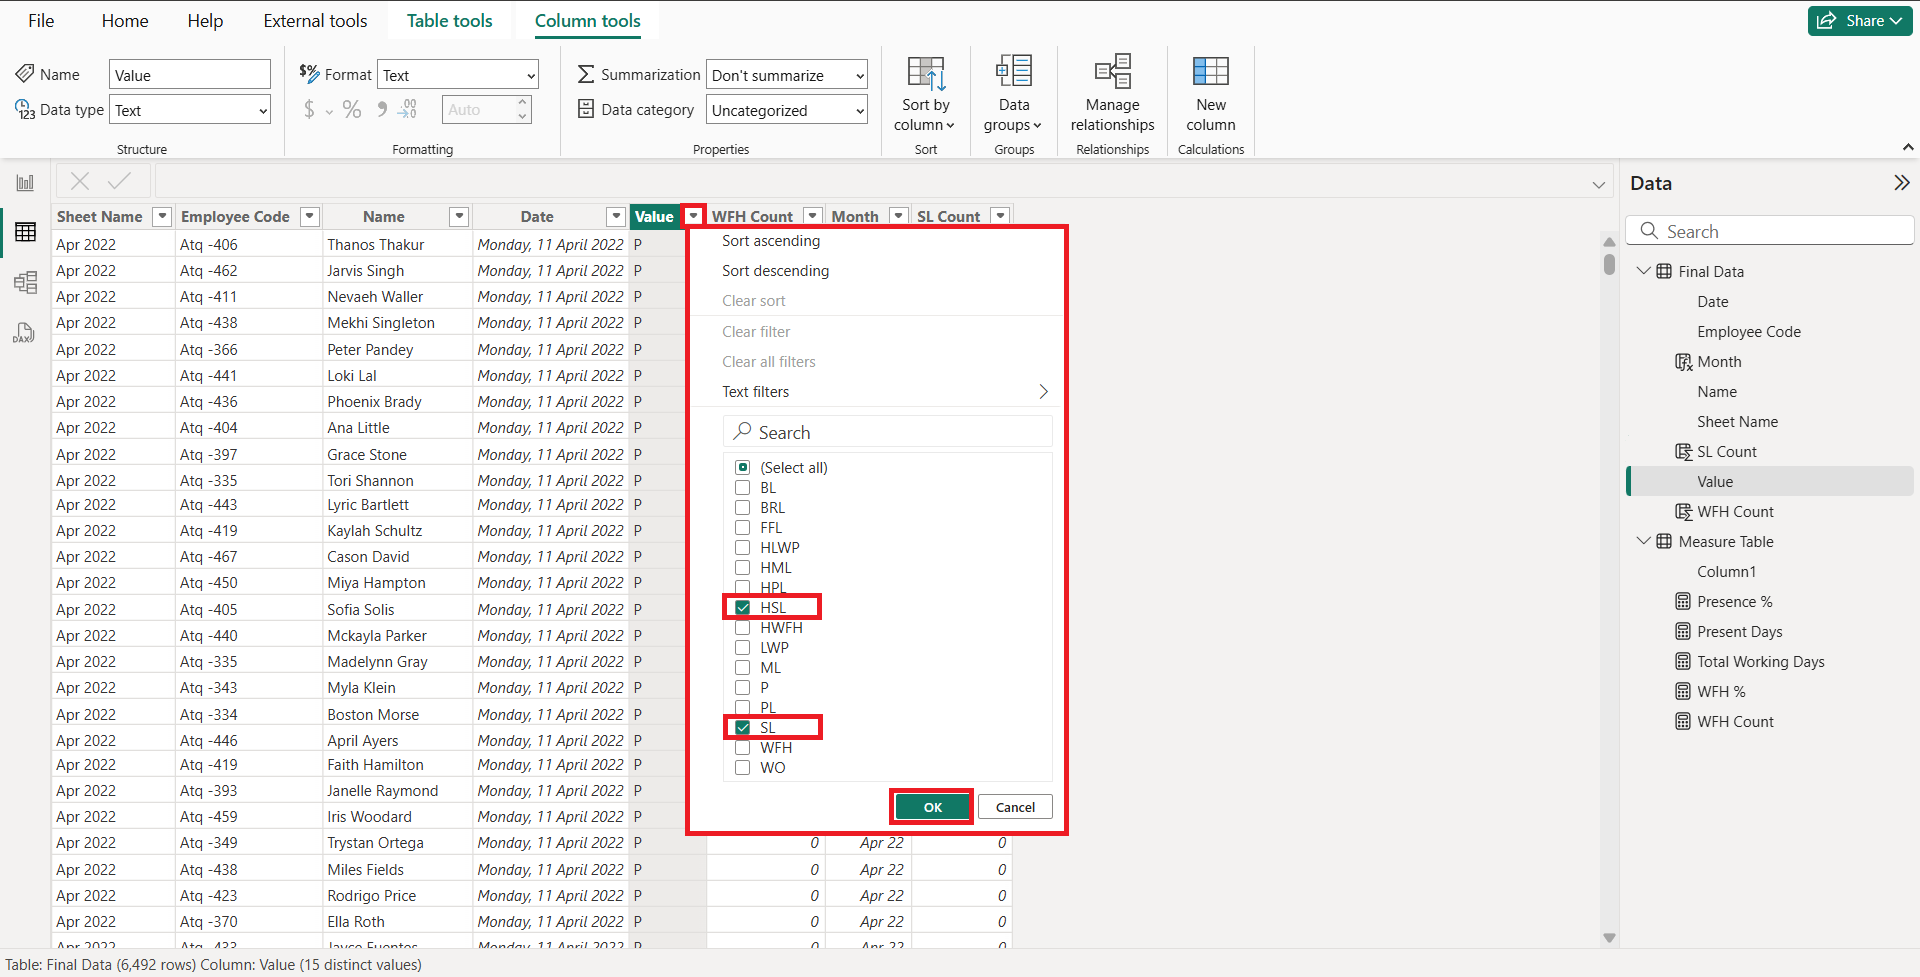 File Home Help External tools Table tools Column tools Share
Name Value $% Format Text Summarization Don't summarize Sort by column Data groups Manage relationships New column
Data type Text $ % 9 .00 Auto Data category Uncategorized
Structure Formatting Properties Sort Groups Relationships Calculations
Sheet Name Employee Code Name Date Value WFH Count Month SL Count
Apr 2022 Atq -406 Thanos Thakur Monday, 11 April 2022 P
Apr 2022 Atq -462 Jarvis Singh Monday, 11 April 2022 P
Apr 2022 Atq -411 Nevaeh Waller Monday, 11 April 2022 P
Apr 2022 Atq -438 Mekhi Singleton Monday, 11 April 2022 P
Apr 2022 Atq -366 Peter Pandey Monday, 11 April 2022 P
Apr 2022 Atq -441 Loki Lal Monday, 11 April 2022 P
Apr 2022 Atq -436 Phoenix Brady Monday, 11 April 2022 P
Apr 2022 Atq -404 Ana Little Monday, 11 April 2022 P
Apr 2022 Atq -397 Grace Stone Monday, 11 April 2022 P
Apr 2022 Atq -335 Tori Shannon Monday, 11 April 2022 P
Apr 2022 Atq -443 Lyric Bartlett Monday, 11 April 2022 P
Apr 2022 Atq -419 Kaylah Schultz Monday, 11 April 2022 P
Apr 2022 Atq -467 Cason David Monday, 11 April 2022 P
Apr 2022 Atq -450 Miya Hampton Monday, 11 April 2022 P
Apr 2022 Atq -405 Sofia Solis Monday, 11 April 2022 P
Apr 2022 Atq -440 Mckayla Parker Monday, 11 April 2022 P
Apr 2022 Atq -335 Madelynn Gray Monday, 11 April 2022 P
Apr 2022 Atq -343 Myla Klein Monday, 11 April 2022 P
Apr 2022 Atq -334 Boston Morse Monday, 11 April 2022 P
Apr 2022 Atq -446 April Ayers Monday, 11 April 2022 P
Apr 2022 Atq -419 Faith Hamilton Monday, 11 April 2022 P
Apr 2022 Atq -393 Janelle Raymond Monday, 11 April 2022 P
Apr 2022 Atq -459 Iris Woodard Monday, 11 April 2022 P
Apr 2022 Atq -349 Trystan Ortega Monday, 11 April 2022 P 0 Apr 22 0
Apr 2022 Atq -438 Miles Fields Monday, 11 April 2022 P 0 Apr 22 0
Apr 2022 Atq -423 Rodrigo Price Monday, 11 April 2022 P 0 Apr 22 0
Apr 2022 Atq -370 Ella Roth Monday, 11 April 2022 P 0 Apr 22 0
Apr 2022 Atq -433 Jayce Fuentes Monday, 11 April 2022 P 0 Apr 22 0
Sort ascending
Sort descending
Clear sort
Clear filter
Clear all filters
Text filters
Search
(Select all)
BL
BRL
FFL
HLWP
HML
HPL
HSL
HWFH
LWP
ML
P
PL
SL
WFH
WO
OK Cancel
Data
Search
Final Data
Date
Employee Code
Month
Name
Sheet Name
SL Count
Value
WFH Count
Measure Table
Column1
Presence %
Present Days
Total Working Days
WFH %
WFH Count
DAX
Table: Final Data (6,492 rows) Column: Value (15 distinct values)